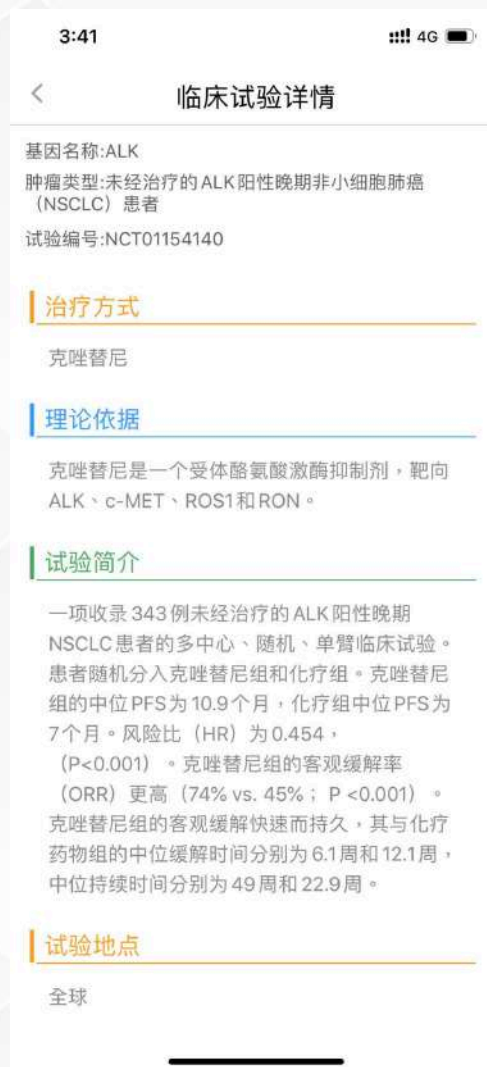 3:41
4G
临床试验详情
基因名称:ALK
肿瘤类型:未经治疗的ALK阳性晚期非小细胞肺癌
（NSCLC）患者
试验编号:NCT01154140
治疗方式
克唑替尼
理论依据
克唑替尼是一个受体酪氨酸激酶抑制剂，靶向
ALK、c-MET、ROS1和RON。
试验简介
一项收录343例未经治疗的ALK阳性晚期
NSCLC患者的多中心、随机、单臂临床试验。
患者随机分入克唑替尼组和化疗组。克唑替尼
组的中位PFS为10.9个月，化疗组中位PFS为
7个月。风险比（HR）为0.454，
（P<0.001）。克唑替尼组的客观缓解率
（ORR）更高（74% vs. 45%；P <0.001）。
克唑替尼组的客观缓解快速而持久，其与化疗
药物组的中位缓解时间分别为6.1周和12.1周，
中位持续时间分别为49周和22.9周。
试验地点
全球